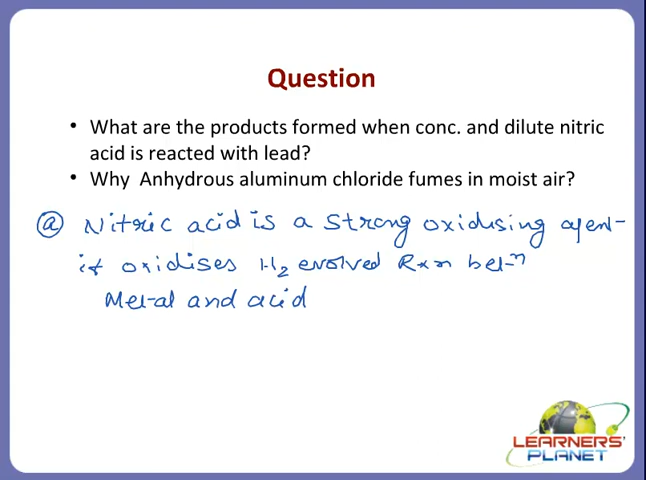 Question
• What are the products formed when conc. and dilute nitric
acid is reacted with lead?
• Why Anhydrous aluminum chloride fumes in moist air?
(a) Nitric acid is a strong oxidising agent
it oxidises H2 evolved Rxn betn
Metal and acid
LEARNERS'
PLANET